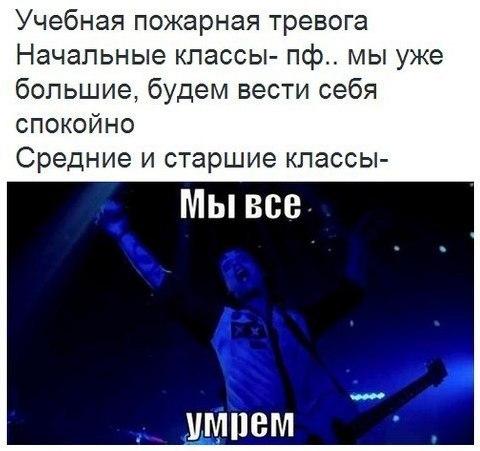 Учебная пожарная тревога
Начальные классы- пф.. мы уже
большие, будем вести себя
спокойно
Средние и старшие классы-
Мы все
умрем